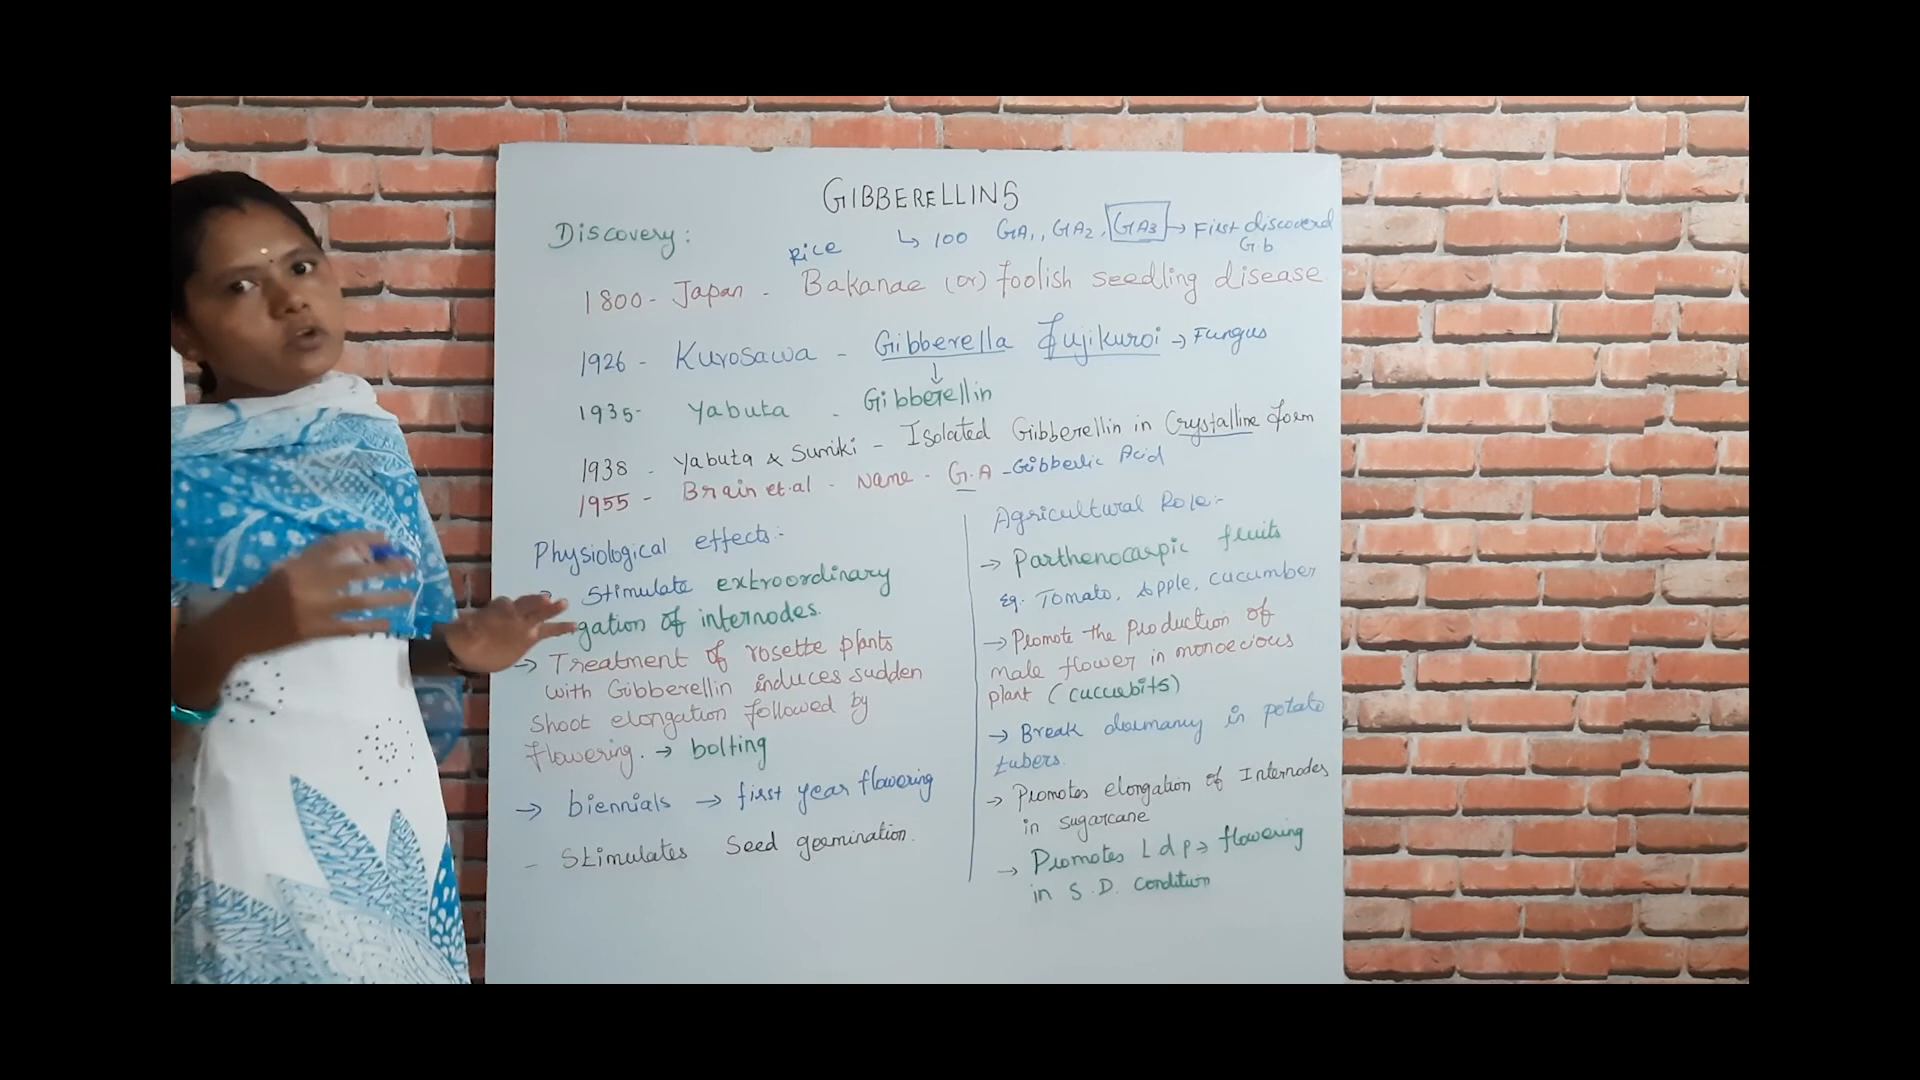 GIBBERELLINS
Discovery:
↳ 100 GA1, GA2, GA3 → First discovered
Gib
Rice
1800 - Japan - Bakanae (or) foolish seedling disease
1926 - Kurosawa - Gibberella fujikuroi → Fungus
↓
1935- Yabuta - Gibberellin
1938 - Yabuta & Sumiki - Isolated Gibberellin in Crystalline form
1955 - Brain et.al - Name - G.A - Gibberlic Acid
Physiological effects:-
Stimulate extroordinary
gation of internodes.
→ Treatment of rosette plants
with Gibberellin induces sudden
Shoot elongation followed by
flowering. → bolting
→ biennials → first year flowering
- Stimulates Seed germination.
Agricultural Role:-
→ Parthenocarpic fruits
Eg. Tomato, Apple, cucumber
→ Promote the production of
male flower in monoecious
plant (cucurbits)
→ Break dormancy in potato
tubers.
→ Promotes elongation of Internodes
in sugarcane
→ Promotes L d p → flowering
in S.D. condition